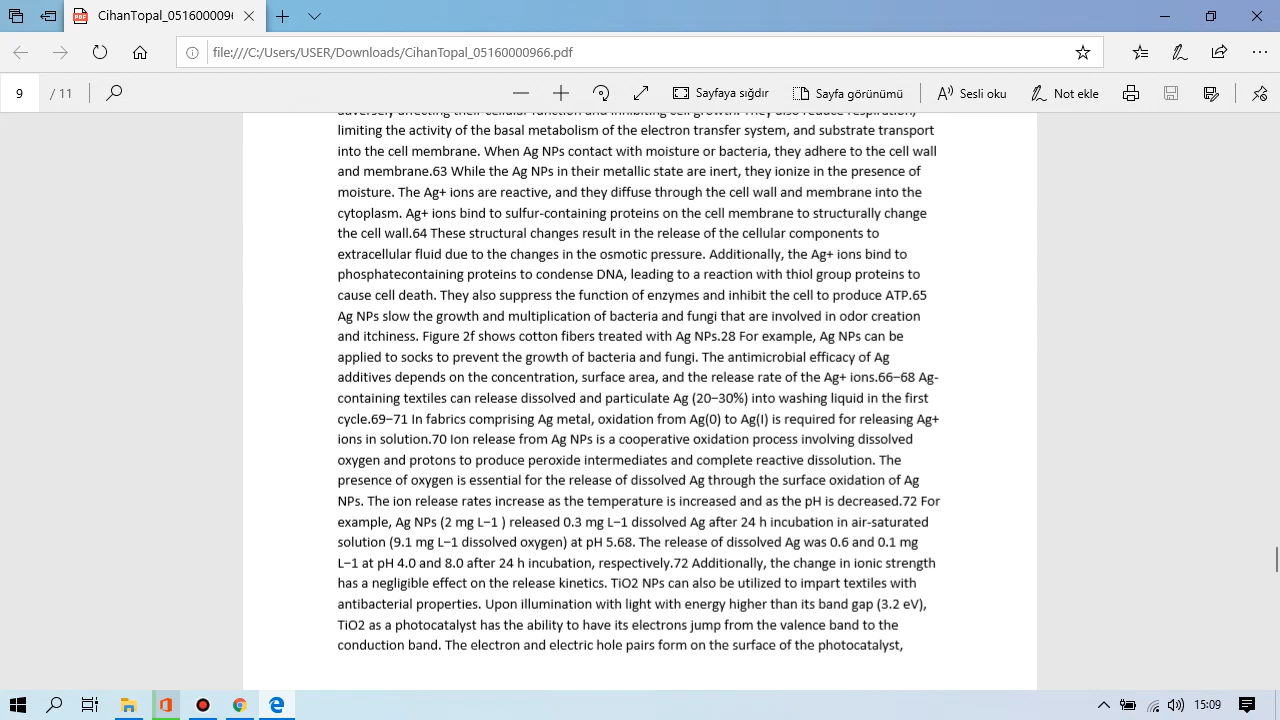 CihanTopal_05160000966.pdf
file:///C:/Users/USER/Downloads/CihanTopal_05160000966.pdf
9 / 11
Sayfaya sığdır
Sayfa görünümü
Sesli oku
Not ekle
adversely affecting their cellular function and inhibiting cell growth. They also reduce respiration,
limiting the activity of the basal metabolism of the electron transfer system, and substrate transport
into the cell membrane. When Ag NPs contact with moisture or bacteria, they adhere to the cell wall
and membrane.63 While the Ag NPs in their metallic state are inert, they ionize in the presence of
moisture. The Ag+ ions are reactive, and they diffuse through the cell wall and membrane into the
cytoplasm. Ag+ ions bind to sulfur-containing proteins on the cell membrane to structurally change
the cell wall.64 These structural changes result in the release of the cellular components to
extracellular fluid due to the changes in the osmotic pressure. Additionally, the Ag+ ions bind to
phosphatecontaining proteins to condense DNA, leading to a reaction with thiol group proteins to
cause cell death. They also suppress the function of enzymes and inhibit the cell to produce ATP.65
Ag NPs slow the growth and multiplication of bacteria and fungi that are involved in odor creation
and itchiness. Figure 2f shows cotton fibers treated with Ag NPs.28 For example, Ag NPs can be
applied to socks to prevent the growth of bacteria and fungi. The antimicrobial efficacy of Ag
additives depends on the concentration, surface area, and the release rate of the Ag+ ions.66−68 Ag-
containing textiles can release dissolved and particulate Ag (20−30%) into washing liquid in the first
cycle.69−71 In fabrics comprising Ag metal, oxidation from Ag(0) to Ag(I) is required for releasing Ag+
ions in solution.70 Ion release from Ag NPs is a cooperative oxidation process involving dissolved
oxygen and protons to produce peroxide intermediates and complete reactive dissolution. The
presence of oxygen is essential for the release of dissolved Ag through the surface oxidation of Ag
NPs. The ion release rates increase as the temperature is increased and as the pH is decreased.72 For
example, Ag NPs (2 mg L−1 ) released 0.3 mg L−1 dissolved Ag after 24 h incubation in air-saturated
solution (9.1 mg L−1 dissolved oxygen) at pH 5.68. The release of dissolved Ag was 0.6 and 0.1 mg
L−1 at pH 4.0 and 8.0 after 24 h incubation, respectively.72 Additionally, the change in ionic strength
has a negligible effect on the release kinetics. TiO2 NPs can also be utilized to impart textiles with
antibacterial properties. Upon illumination with light with energy higher than its band gap (3.2 eV),
TiO2 as a photocatalyst has the ability to have its electrons jump from the valence band to the
conduction band. The electron and electric hole pairs form on the surface of the photocatalyst,
15:09